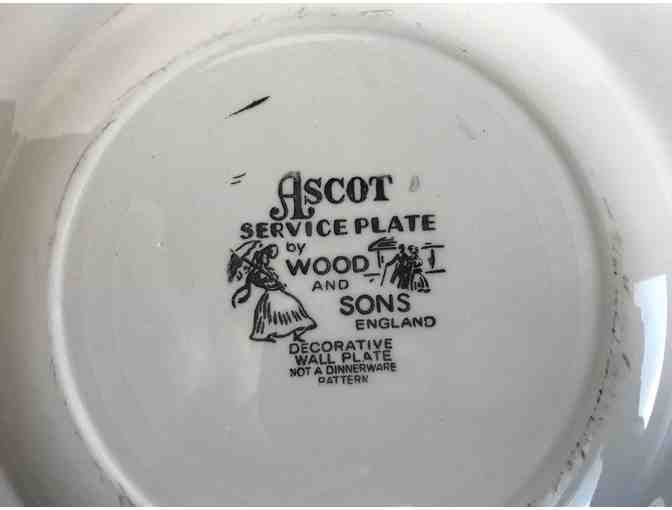 ASCOT
SERVICE PLATE
by
WOOD
AND
SONS
ENGLAND
DECORATIVE
WALL PLATE
NOT A DINNERWARE
PATTERN